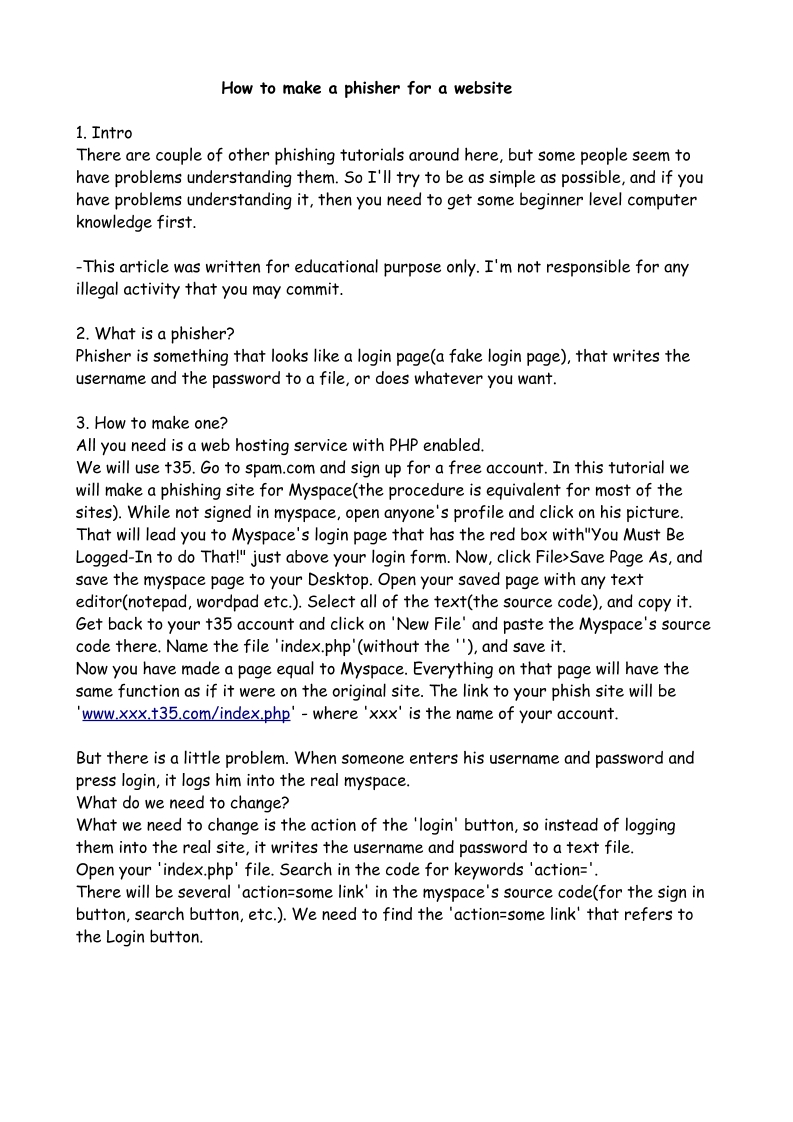 How to make a phisher for a website
1. Intro
There are couple of other phishing tutorials around here, but some people seem to
have problems understanding them. So I'll try to be as simple as possible, and if you
have problems understanding it, then you need to get some beginner level computer
knowledge first.
-This article was written for educational purpose only. I'm not responsible for any
illegal activity that you may commit.
2. What is a phisher?
Phisher is something that looks like a login page(a fake login page), that writes the
username and the password to a file, or does whatever you want.
3. How to make one?
All you need is a web hosting service with PHP enabled.
We will use t35. Go to spam.com and sign up for a free account. In this tutorial we
will make a phishing site for Myspace(the procedure is equivalent for most of the
sites). While not signed in myspace, open anyone's profile and click on his picture.
That will lead you to Myspace's login page that has the red box with"You Must Be
Logged-In to do That!" just above your login form. Now, click File>Save Page As, and
save the myspace page to your Desktop. Open your saved page with any text
editor(notepad, wordpad etc.). Select all of the text(the source code), and copy it.
Get back to your t35 account and click on 'New File' and paste the Myspace's source
code there. Name the file 'index.php'(without the ''), and save it.
Now you have made a page equal to Myspace. Everything on that page will have the
same function as if it were on the original site. The link to your phish site will be
'www.xxx.t35.com/index.php' - where 'xxx' is the name of your account.
But there is a little problem. When someone enters his username and password and
press login, it logs him into the real myspace.
What do we need to change?
What we need to change is the action of the 'login' button, so instead of logging
them into the real site, it writes the username and password to a text file.
Open your 'index.php' file. Search in the code for keywords 'action='.
There will be several 'action=some link' in the myspace's source code(for the sign in
button, search button, etc.). We need to find the 'action=some link' that refers to
the Login button.